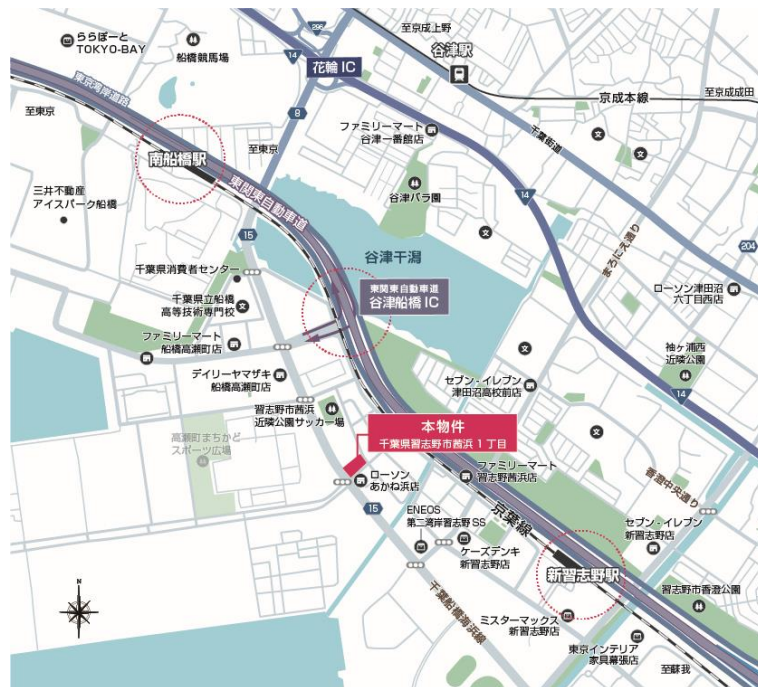 ららぽーと
TOKYO-BAY
船橋競馬場
296
14
花輪IC
至京成上野
谷津駅
京成本線
至京成成田
東京湾岸道路
至東京
8
至東京
ファミリーマート
谷津一番館店
文
千葉街道
文
南船橋駅
東関東自動車道
谷津バラ園
14
三井不動産
アイスパーク船橋
15
文
まろにえ通り
204
谷津干潟
千葉県消費者センター
東関東自動車道
谷津船橋IC
ローソン津田沼
六丁目西店
千葉県立船橋
高等技術専門校
文
ファミリーマート
船橋高瀬町店
文
袖ヶ浦西
近隣公園
デイリーヤマザキ
船橋高瀬町店
セブン-イレブン
津田沼高校前店
14
習志野市茜浜
近隣公園サッカー場
本物件
千葉県習志野市茜浜1丁目
文
高瀬町まちかど
スポーツ広場
ファミリーマート
習志野茜浜店
香澄中央通り
ローソン
あかね浜店
15
ENEOS
第二湾岸習志野SS
京葉線
セブン-イレブン
新習志野店
ケーズデンキ
新習志野店
新習志野駅
N
千葉船橋海浜線
習志野市香澄公園
ミスターマックス
新習志野店
東京インテリア
家具幕張店
至蘇我